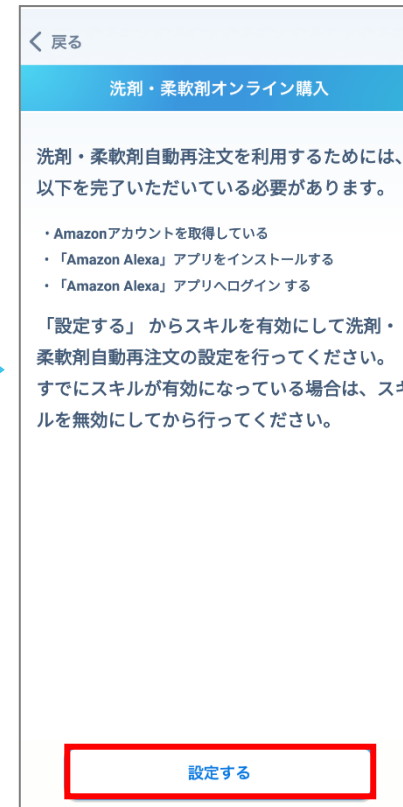 戻る
洗剤・柔軟剤オンライン購入
洗剤・柔軟剤自動再注文を利用するためには、
以下を完了いただいている必要があります。
・Amazonアカウントを取得している
・「Amazon Alexa」アプリをインストールする
・「Amazon Alexa」アプリへログイン する
「設定する」 からスキルを有効にして洗剤・
柔軟剤自動再注文の設定を行ってください。
すでにスキルが有効になっている場合は、スキ
ルを無効にしてから行ってください。
設定する